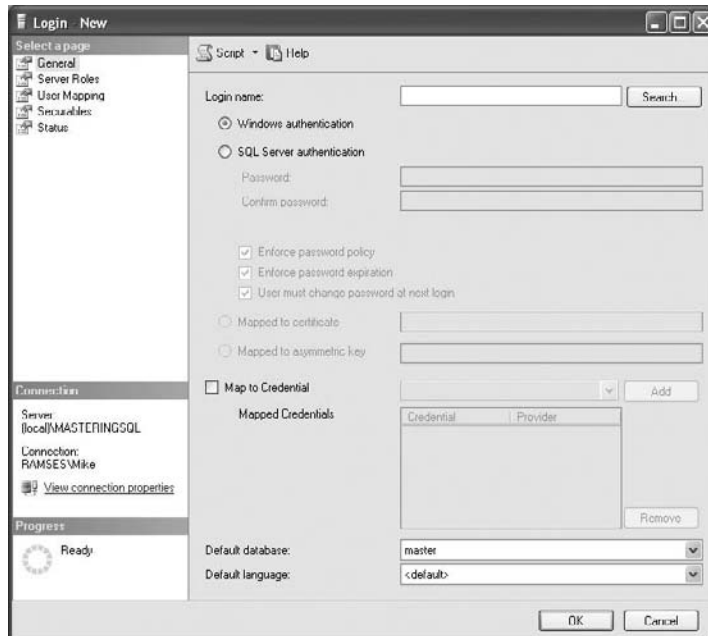 Login - New
Select a page
General
Server Roles
User Mapping
Securables
Status
Script
Help
Login name:
Search...
Windows authentication
SQL Server authentication
Password:
Confirm password:
Enforce password policy
Enforce password expiration
User must change password at next login
Mapped to certificate
Mapped to asymmetric key
Map to Credential
Add
Mapped Credentials
Credential Provider
Remove
Default database: master
Default language: <default>
Connection
Server:
(local)\MASTERINGSQL
Connection:
RAMSES\Mike
View connection properties
Progress
Ready
OK
Cancel